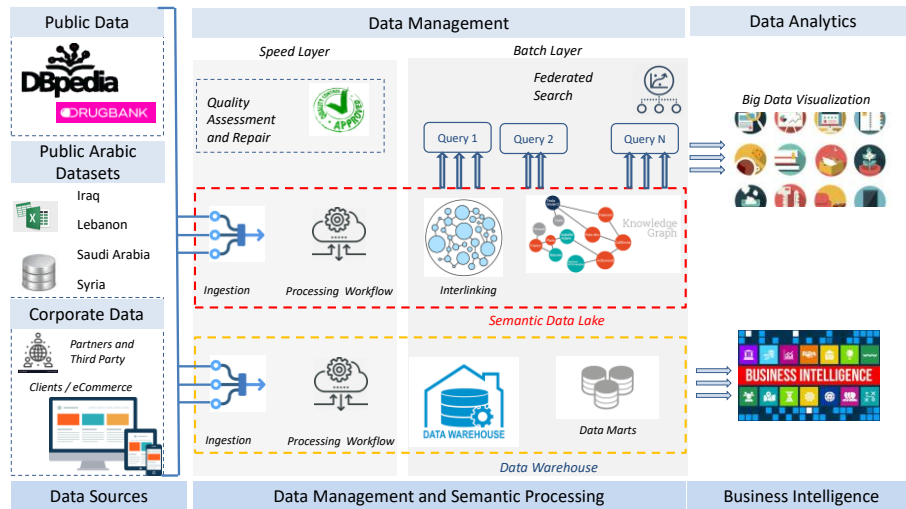 Public Data
DBpedia
DRUGBANK
Public Arabic
Datasets
Iraq
Lebanon
Saudi Arabia
Syria
Corporate Data
Partners and
Third Party
Clients / eCommerce
Data Sources
Data Management
Speed Layer
Batch Layer
Quality
Assessment
and Repair
QUALITY CONTROL
APPROVED
Federated
Search
Query 1
Query 2
Query N
Ingestion
Processing Workflow
Interlinking
Knowledge
Graph
Semantic Data Lake
Ingestion
Processing Workflow
DATA WAREHOUSE
Data Marts
Data Warehouse
Data Management and Semantic Processing
Data Analytics
Big Data Visualization
BUSINESS INTELLIGENCE
Business Intelligence